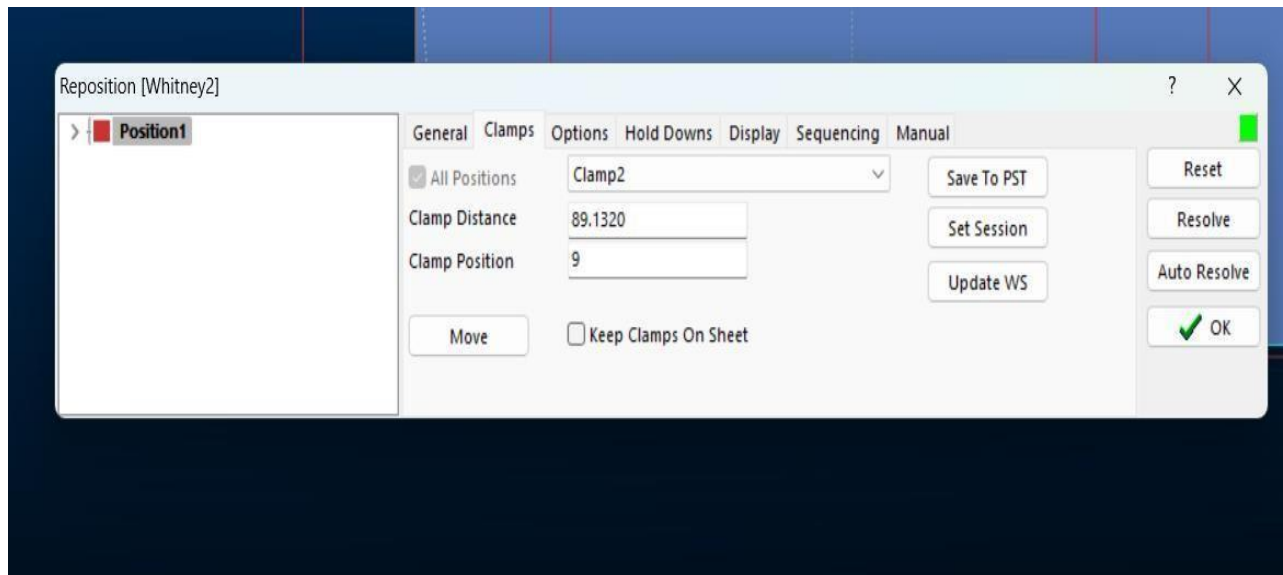 Reposition [Whitney2]
? X
Position1
General Clamps Options Hold Downs Display Sequencing Manual
All Positions
Clamp2
Save To PST
Reset
Clamp Distance
89.1320
Set Session
Resolve
Clamp Position
9
Update WS
Auto Resolve
Move
Keep Clamps On Sheet
OK